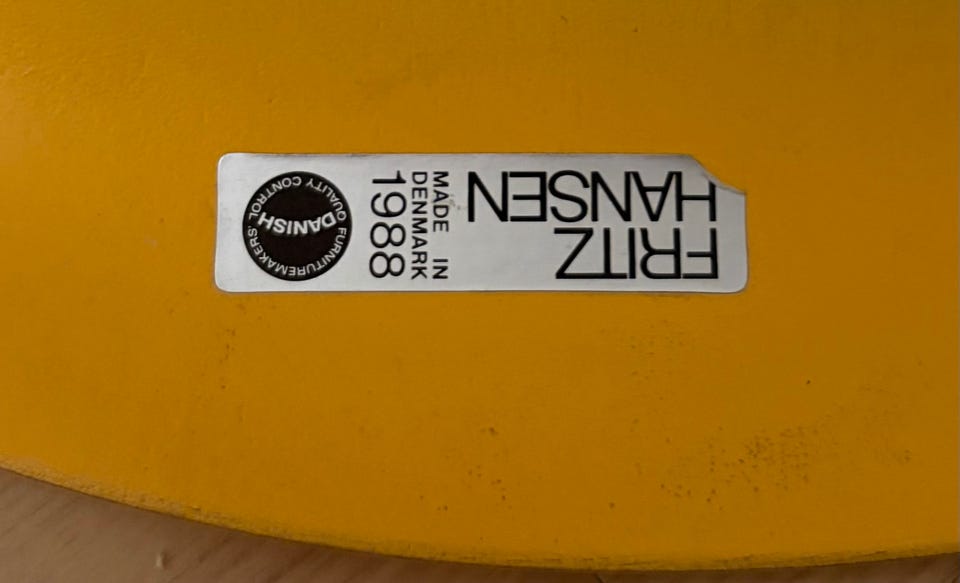 FRITZ
HANSEN
MADE IN
DENMARK
1988
DANISH
FURNITUREMAKERS'
QUALITY CONTROL